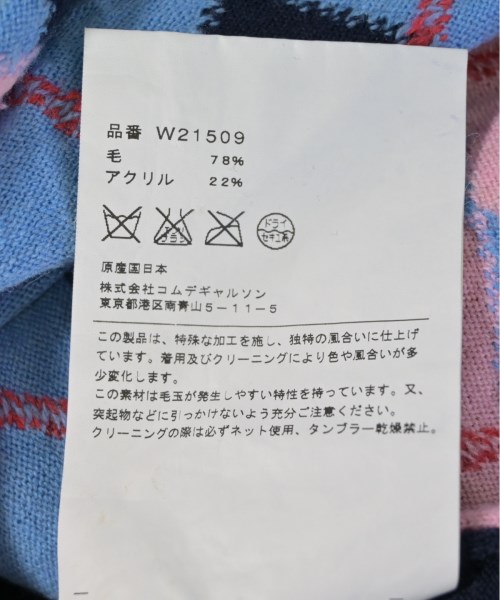 品番 W21509
毛 78%
アクリル 22%
ドライ
セキユ系
原産国日本
株式会社コムデギャルソン
東京都港区南青山5-11-5
この製品は、特殊な加工を施し、独特の風合いに仕上げ
ています。着用及びクリーニングにより色や風合いが多
少変化します。
この素材は毛玉が発生しやすい特性を持っています。又、
突起物などに引っかけないよう充分ご注意ください。
クリーニングの際は必ずネット使用、タンブラー乾燥禁止。